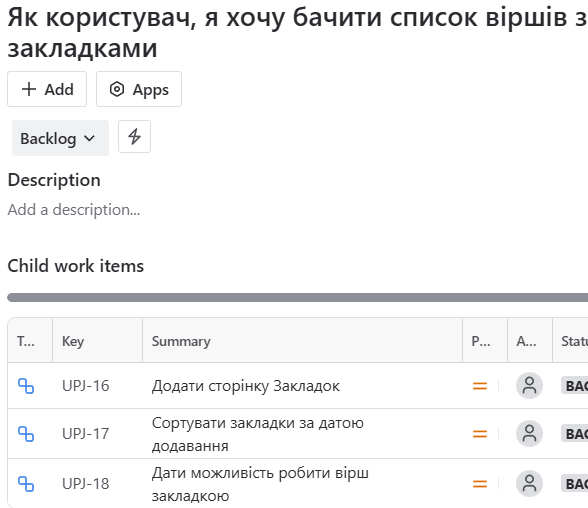 Як користувач, я хочу бачити список віршів з
закладками
Add Apps
Backlog
Description
Add a description...
Child work items
T... Key Summary P... A... Statu
UPJ-16 Додати сторінку Закладок BAC
UPJ-17 Сортувати закладки за датою
додавання BAC
UPJ-18 Дати можливість робити вірш
закладкою BAC